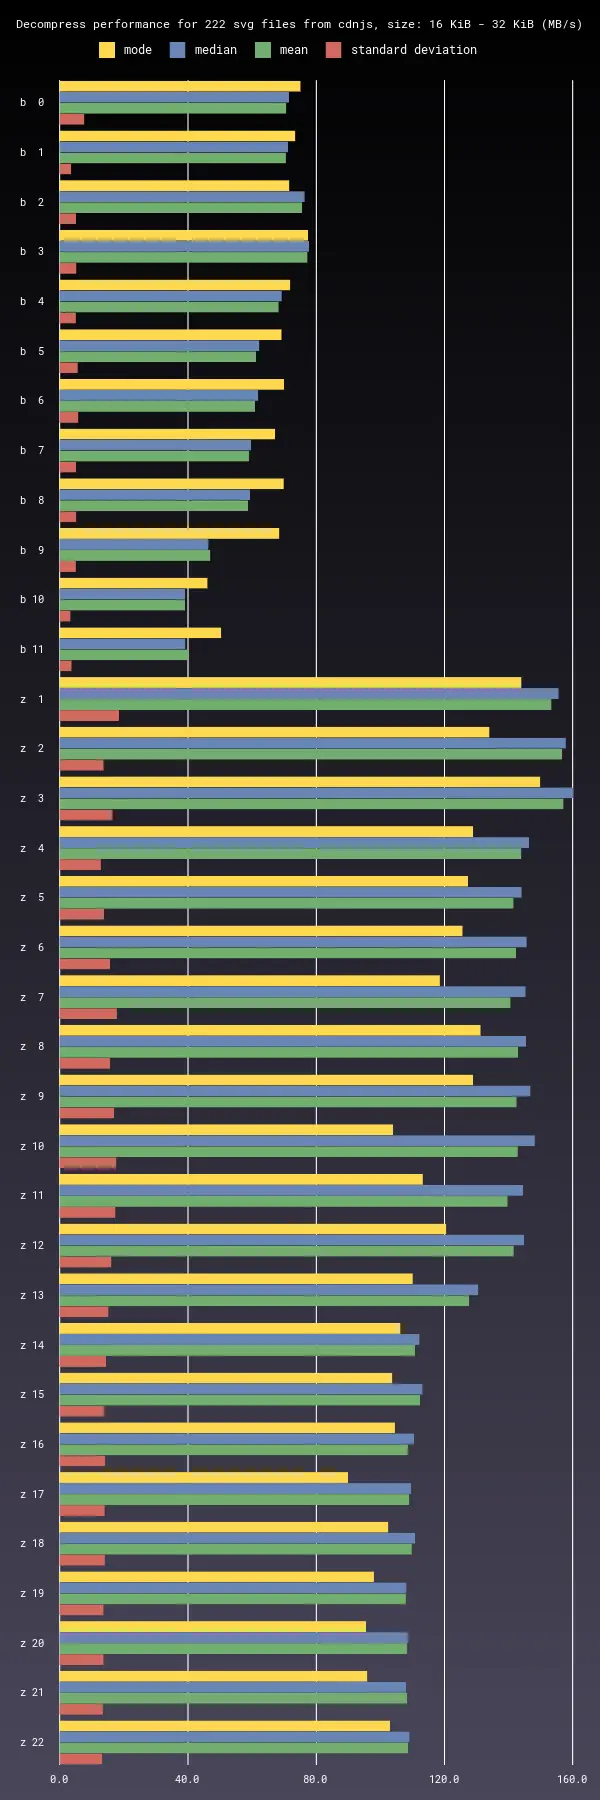 Decompress performance for 222 svg files from cdnjs, size: 16 KiB - 32 KiB (MB/s)
mode median mean standard deviation
b 0
b 1
b 2
b 3
b 4
b 5
b 6
b 7
b 8
b 9
b 10
b 11
z 1
z 2
z 3
z 4
z 5
z 6
z 7
z 8
z 9
z 10
z 11
z 12
z 13
z 14
z 15
z 16
z 17
z 18
z 19
z 20
z 21
z 22
0.0 40.0 80.0 120.0 160.0